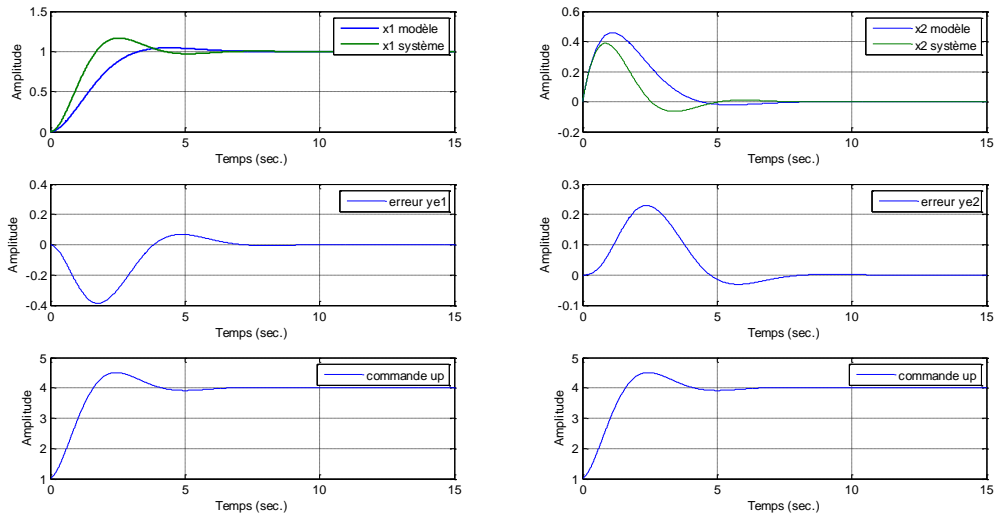 1.5
1
0.5
0
0
5
10
15
Amplitude
Temps (sec.)
x1 modèle
x1 système
0.6
0.4
0.2
0
-0.2
0
5
10
15
Amplitude
Temps (sec.)
x2 modèle
x2 système
0.4
0.2
0
-0.2
-0.4
0
5
10
15
Amplitude
Temps (sec.)
erreur ye1
0.3
0.2
0.1
0
-0.1
0
5
10
15
Amplitude
Temps (sec.)
erreur ye2
5
4
3
2
1
0
5
10
15
Amplitude
Temps (sec.)
commande up
5
4
3
2
1
0
5
10
15
Amplitude
Temps (sec.)
commande up